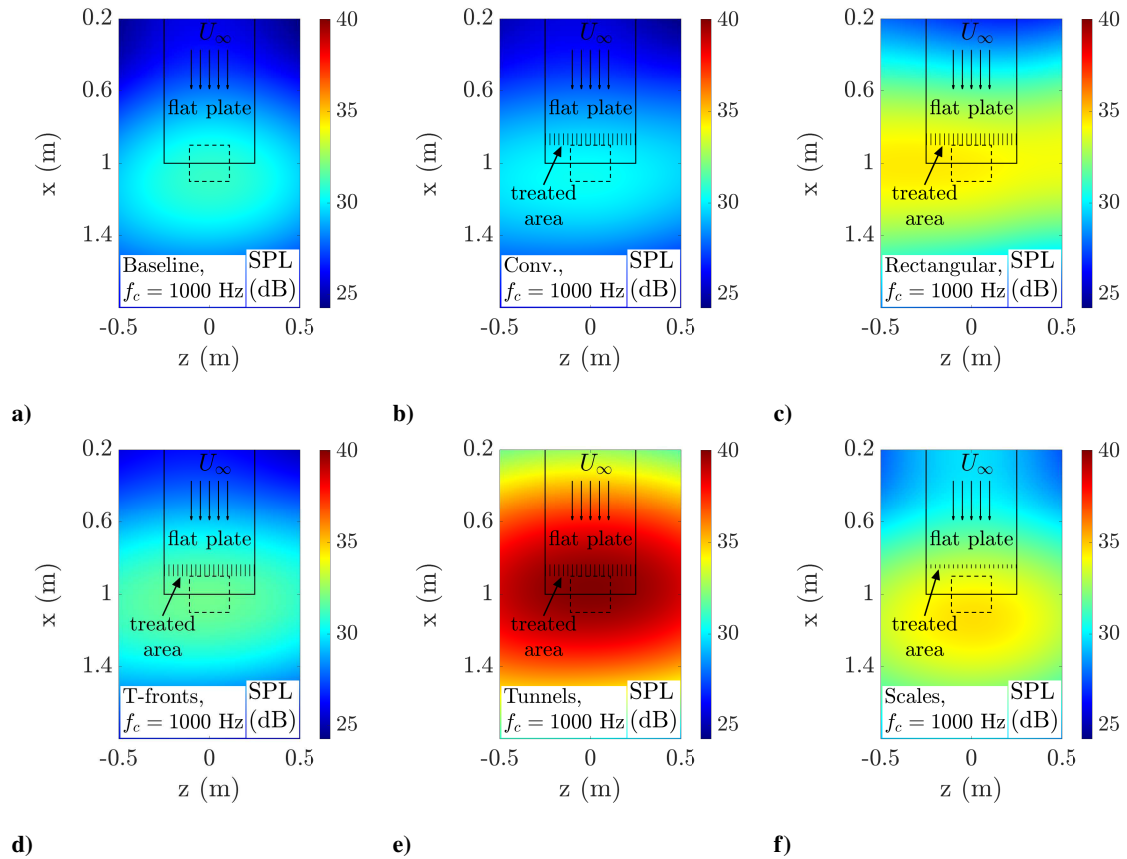 0.2
0.6
1
1.4
x (m)
U∞
flat plate
Baseline,
f_c = 1000 Hz
SPL
(dB)
-0.5
0
0.5
z (m)
40
35
30
25
a)
0.2
0.6
1
1.4
x (m)
U∞
flat plate
treated
area
Conv.,
f_c = 1000 Hz
SPL
(dB)
-0.5
0
0.5
z (m)
40
35
30
25
b)
0.2
0.6
1
1.4
x (m)
U∞
flat plate
treated
area
Rectangular,
f_c = 1000 Hz
SPL
(dB)
-0.5
0
0.5
z (m)
40
35
30
25
c)
0.2
0.6
1
1.4
x (m)
U∞
flat plate
treated
area
T-fronts,
f_c = 1000 Hz
SPL
(dB)
-0.5
0
0.5
z (m)
40
35
30
25
d)
0.2
0.6
1
1.4
x (m)
U∞
flat plate
treated
area
Tunnels,
f_c = 1000 Hz
SPL
(dB)
-0.5
0
0.5
z (m)
40
35
30
25
e)
0.2
0.6
1
1.4
x (m)
U∞
flat plate
treated
area
Scales,
f_c = 1000 Hz
SPL
(dB)
-0.5
0
0.5
z (m)
40
35
30
25
f)